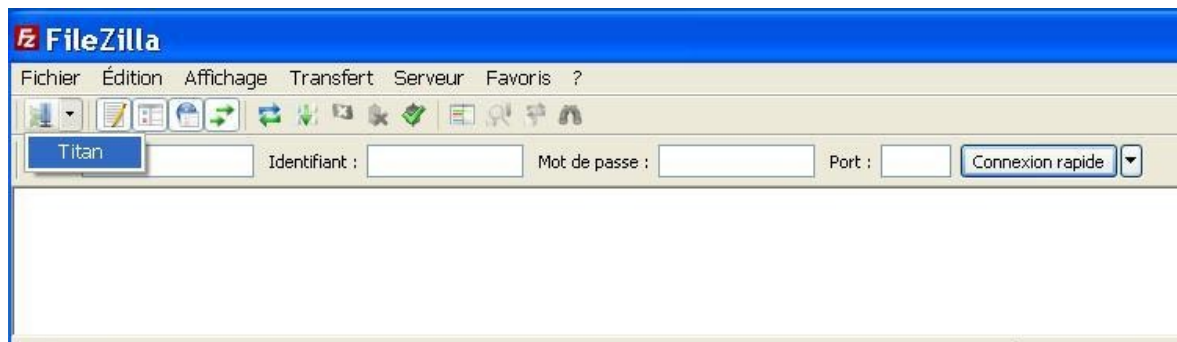 FileZilla
Fichier Édition Affichage Transfert Serveur Favoris ?
Titan
Identifiant : Mot de passe : Port : Connexion rapide